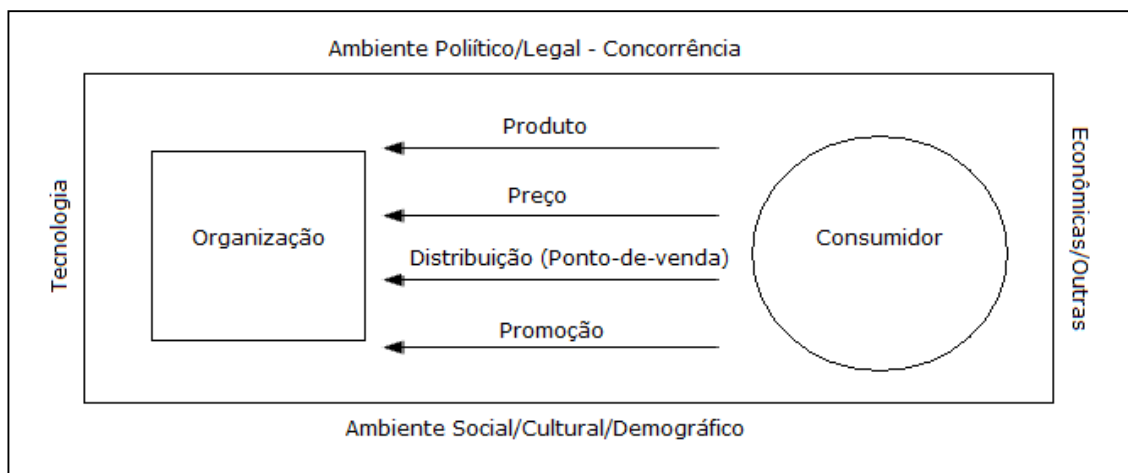 Ambiente Poliítico/Legal - Concorrência
Produto
Preço
Organização
Consumidor
Distribuição (Ponto-de-venda)
Promoção
Tecnologia
Econômicas/Outras
Ambiente Social/Cultural/Demográfico